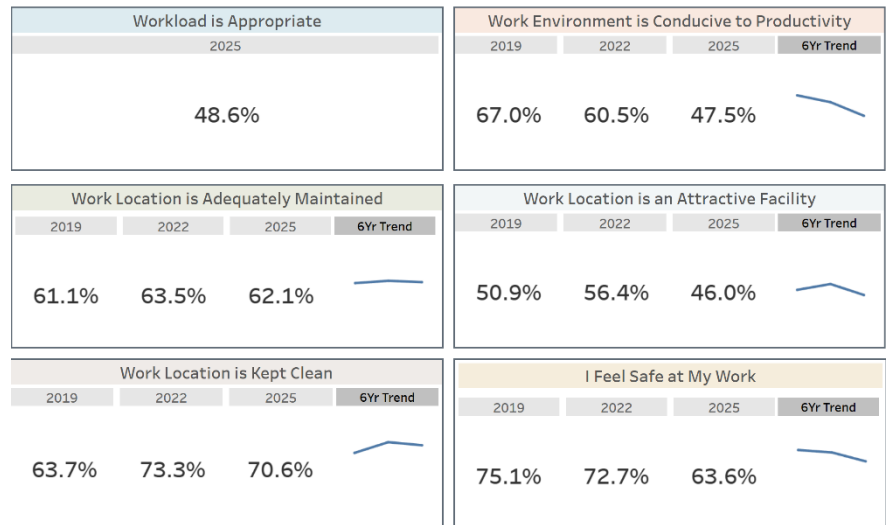 Workload is Appropriate
2025
48.6%
Work Environment is Conducive to Productivity
2019 2022 2025 6Yr Trend
67.0% 60.5% 47.5%
Work Location is Adequately Maintained
2019 2022 2025 6Yr Trend
61.1% 63.5% 62.1%
Work Location is an Attractive Facility
2019 2022 2025 6Yr Trend
50.9% 56.4% 46.0%
Work Location is Kept Clean
2019 2022 2025 6Yr Trend
63.7% 73.3% 70.6%
I Feel Safe at My Work
2019 2022 2025 6Yr Trend
75.1% 72.7% 63.6%